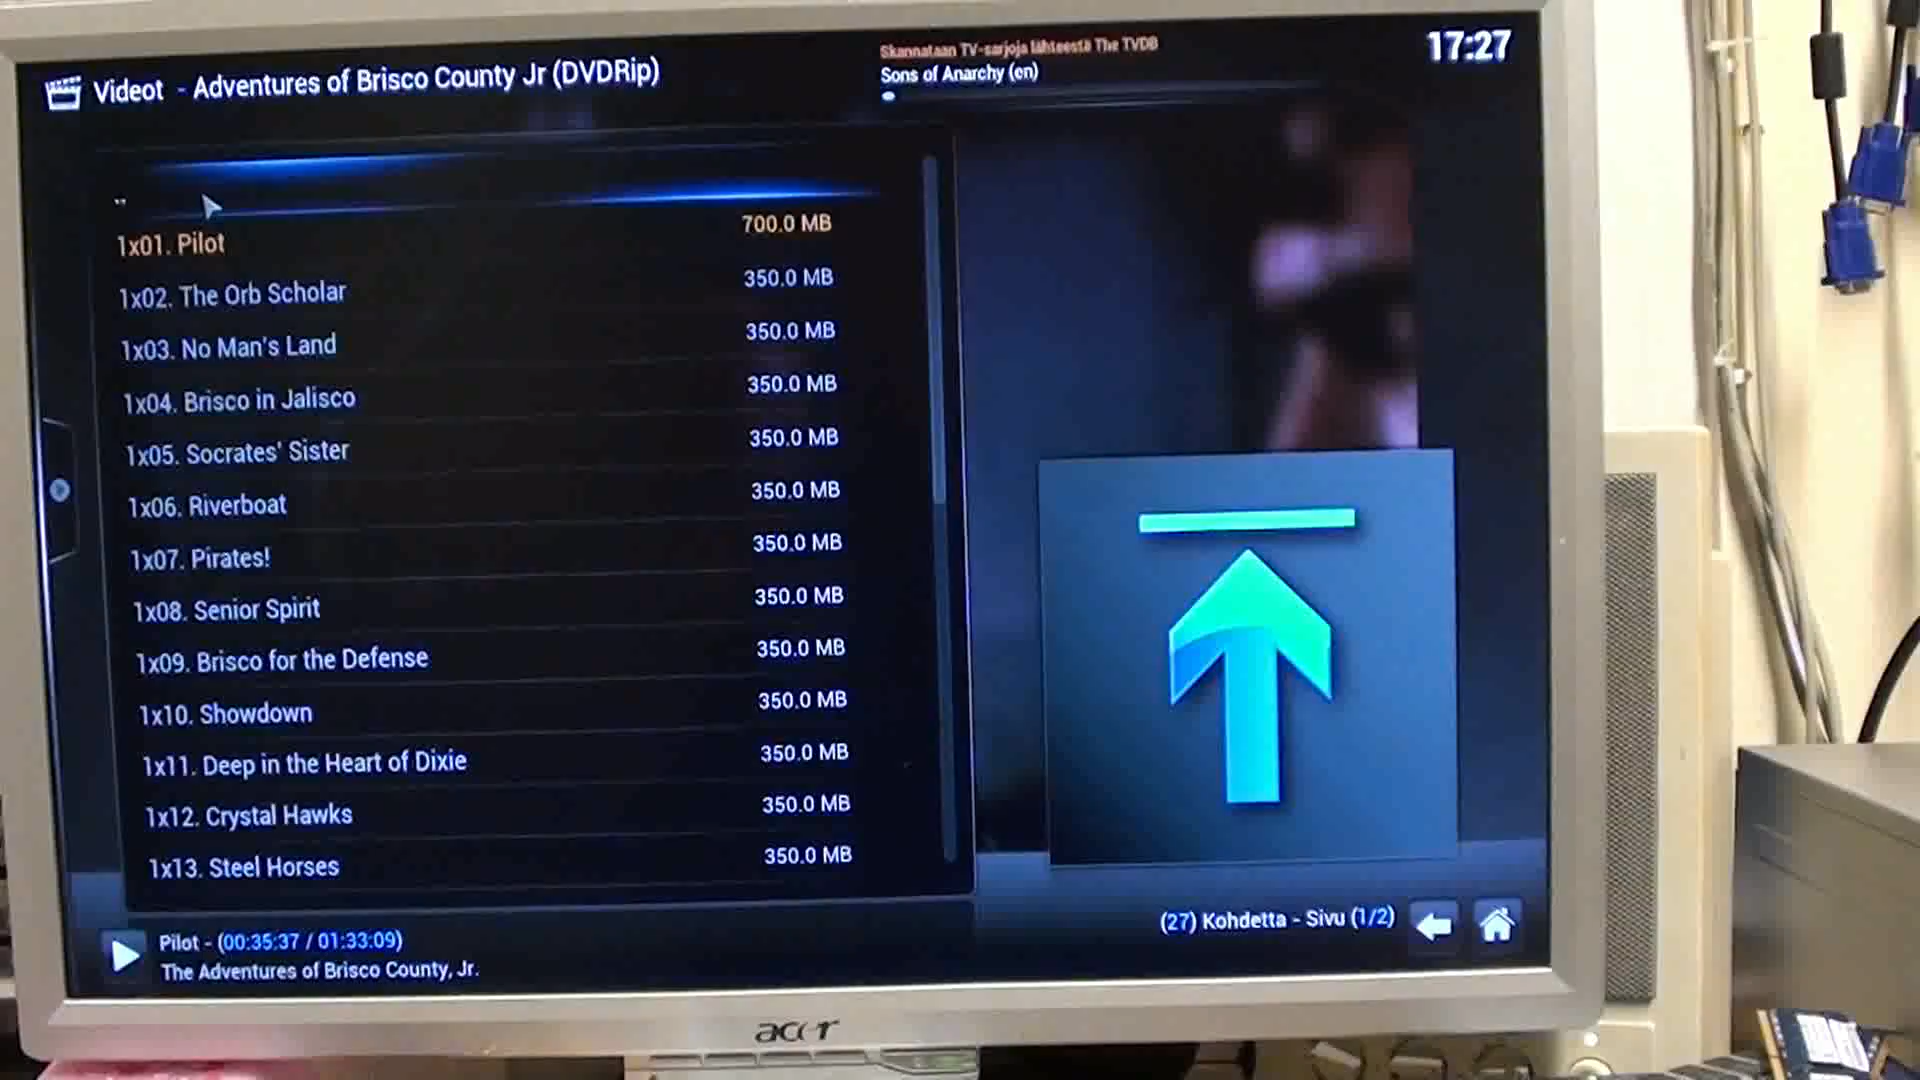 Videot - Adventures of Brisco County Jr (DVDRip)
Skannataan TV-sarjoja lähteestä The TVDB
Sons of Anarchy (en)
17:27
..
1x01. Pilot 700.0 MB
1x02. The Orb Scholar 350.0 MB
1x03. No Man's Land 350.0 MB
1x04. Brisco in Jalisco 350.0 MB
1x05. Socrates' Sister 350.0 MB
1x06. Riverboat 350.0 MB
1x07. Pirates! 350.0 MB
1x08. Senior Spirit 350.0 MB
1x09. Brisco for the Defense 350.0 MB
1x10. Showdown 350.0 MB
1x11. Deep in the Heart of Dixie 350.0 MB
1x12. Crystal Hawks 350.0 MB
1x13. Steel Horses 350.0 MB
(27) Kohdetta - Sivu (1/2)
Pilot - (00:35:37 / 01:33:09)
The Adventures of Brisco County, Jr.
acer